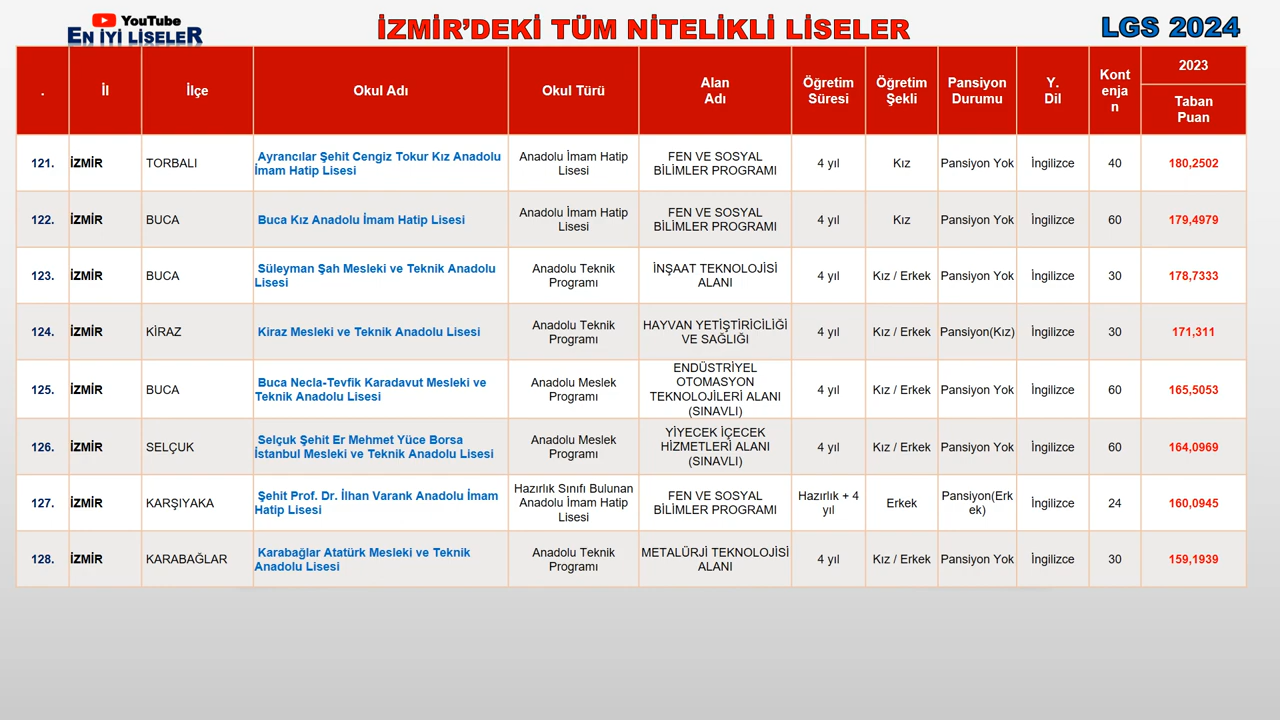 YouTube
EN İYİ LİSELER
İZMİR’DEKİ TÜM NİTELİKLİ LİSELER
LGS 2024
.
İl
İlçe
Okul Adı
Okul Türü
Alan
Adı
Öğretim
Süresi
Öğretim
Şekli
Pansiyon
Durumu
Y.
Dil
Kont
enja
n
2023
Taban
Puan
121.
İZMİR
TORBALI
Ayrancılar Şehit Cengiz Tokur Kız Anadolu
İmam Hatip Lisesi
Anadolu İmam Hatip
Lisesi
FEN VE SOSYAL
BİLİMLER PROGRAMI
4 yıl
Kız
Pansiyon Yok
İngilizce
40
180,2502
122.
İZMİR
BUCA
Buca Kız Anadolu İmam Hatip Lisesi
Anadolu İmam Hatip
Lisesi
FEN VE SOSYAL
BİLİMLER PROGRAMI
4 yıl
Kız
Pansiyon Yok
İngilizce
60
179,4979
123.
İZMİR
BUCA
Süleyman Şah Mesleki ve Teknik Anadolu
Lisesi
Anadolu Teknik
Programı
İNŞAAT TEKNOLOJİSİ
ALANI
4 yıl
Kız / Erkek
Pansiyon Yok
İngilizce
30
178,7333
124.
İZMİR
KİRAZ
Kiraz Mesleki ve Teknik Anadolu Lisesi
Anadolu Teknik
Programı
HAYVAN YETİŞTİRİCİLİĞİ
VE SAĞLIĞI
4 yıl
Kız / Erkek
Pansiyon(Kız)
İngilizce
30
171,311
125.
İZMİR
BUCA
Buca Necla-Tevfik Karadavut Mesleki ve
Teknik Anadolu Lisesi
Anadolu Meslek
Programı
ENDÜSTRİYEL
OTOMASYON
TEKNOLOJİLERİ ALANI
(SINAVLI)
4 yıl
Kız / Erkek
Pansiyon Yok
İngilizce
60
165,5053
126.
İZMİR
SELÇUK
Selçuk Şehit Er Mehmet Yüce Borsa
İstanbul Mesleki ve Teknik Anadolu Lisesi
Anadolu Meslek
Programı
YİYECEK İÇECEK
HİZMETLERİ ALANI
(SINAVLI)
4 yıl
Kız / Erkek
Pansiyon Yok
İngilizce
60
164,0969
127.
İZMİR
KARŞIYAKA
Şehit Prof. Dr. İlhan Varank Anadolu İmam
Hatip Lisesi
Hazırlık Sınıfı Bulunan
Anadolu İmam Hatip
Lisesi
FEN VE SOSYAL
BİLİMLER PROGRAMI
Hazırlık + 4
yıl
Erkek
Pansiyon(Erk
ek)
İngilizce
24
160,0945
128.
İZMİR
KARABAĞLAR
Karabağlar Atatürk Mesleki ve Teknik
Anadolu Lisesi
Anadolu Teknik
Programı
METALÜRJİ TEKNOLOJİSİ
ALANI
4 yıl
Kız / Erkek
Pansiyon Yok
İngilizce
30
159,1939